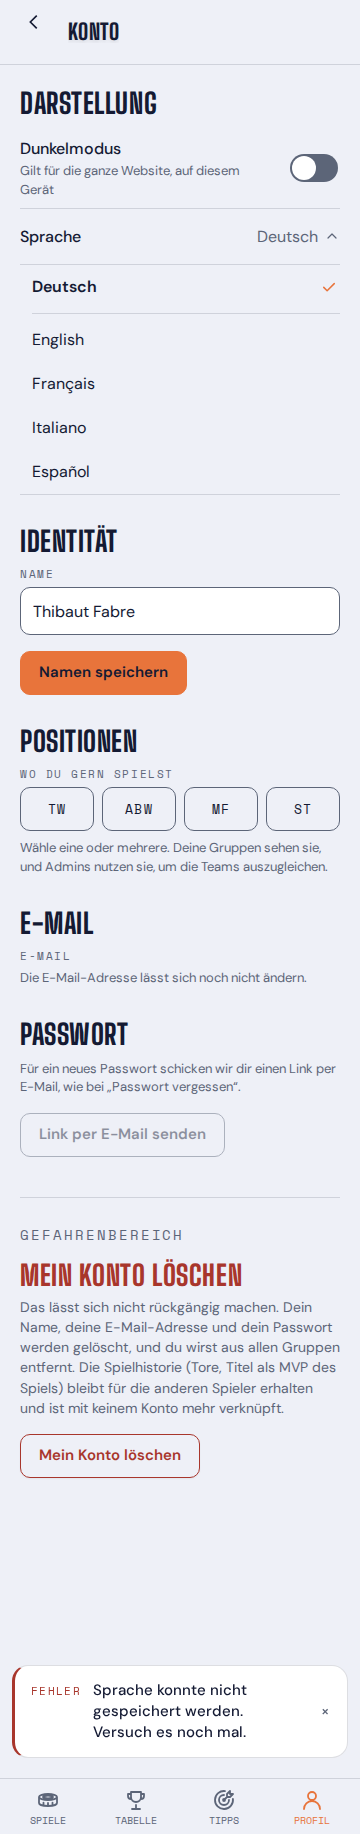 KONTO
DARSTELLUNG
Dunkelmodus
Gilt für die ganze Website, auf diesem
Gerät
Sprache
Deutsch
Deutsch
English
Français
Italiano
Español
IDENTITÄT
NAME
Thibaut Fabre
Namen speichern
POSITIONEN
WO DU GERN SPIELST
TW
ABW
MF
ST
Wähle eine oder mehrere. Deine Gruppen sehen sie,
und Admins nutzen sie, um die Teams auszugleichen.
E-MAIL
E-MAIL
Die E-Mail-Adresse lässt sich noch nicht ändern.
PASSWORT
Für ein neues Passwort schicken wir dir einen Link per
E-Mail, wie bei „Passwort vergessen“.
Link per E-Mail senden
GEFAHRENBEREICH
MEIN KONTO LÖSCHEN
Das lässt sich nicht rückgängig machen. Dein
Name, deine E-Mail-Adresse und dein Passwort
werden gelöscht, und du wirst aus allen Gruppen
entfernt. Die Spielhistorie (Tore, Titel als MVP des
Spiels) bleibt für die anderen Spieler erhalten
und ist mit keinem Konto mehr verknüpft.
Mein Konto löschen
FEHLER
Sprache konnte nicht
gespeichert werden.
Versuch es noch mal.
×
SPIELE
TABELLE
TIPPS
PROFIL